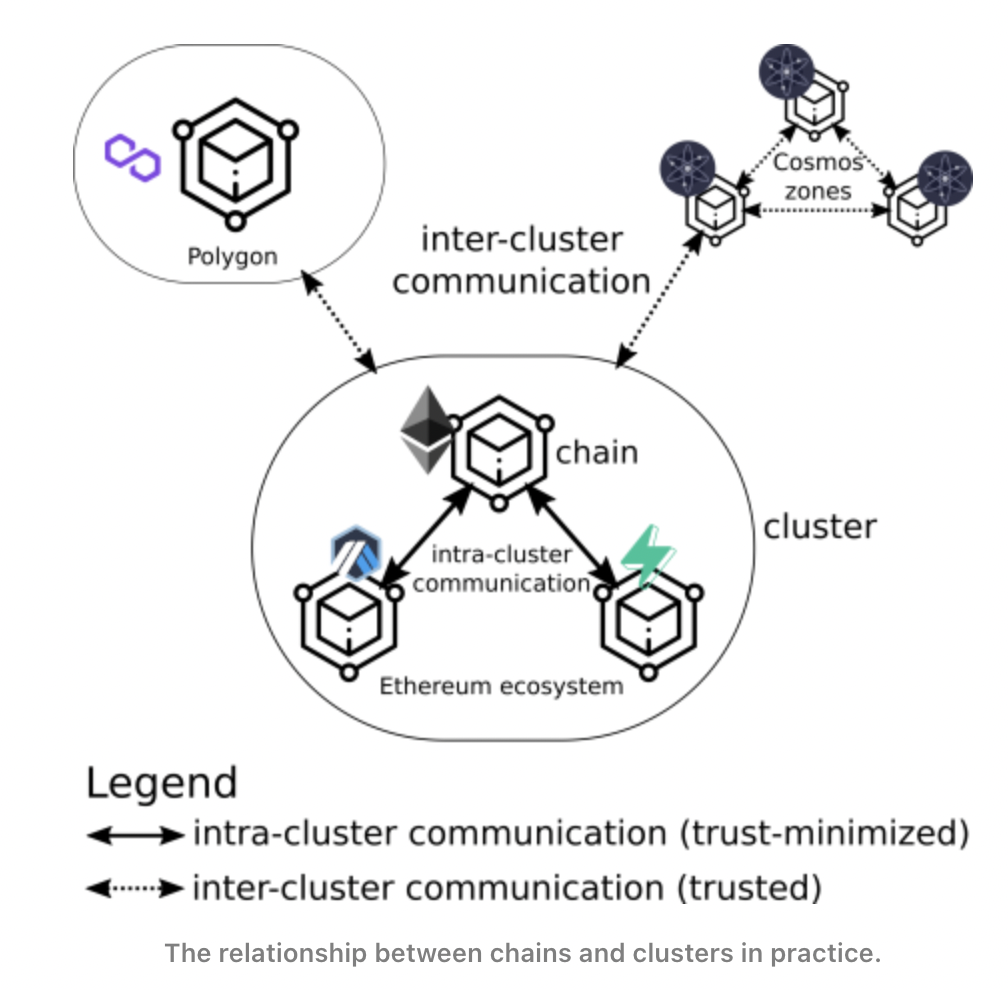 Cosmos
zones
Polygon
inter-cluster
communication
chain
cluster
intra-cluster
communication
Ethereum ecosystem
Legend
intra-cluster communication (trust-minimized)
inter-cluster communication (trusted)
The relationship between chains and clusters in practice.